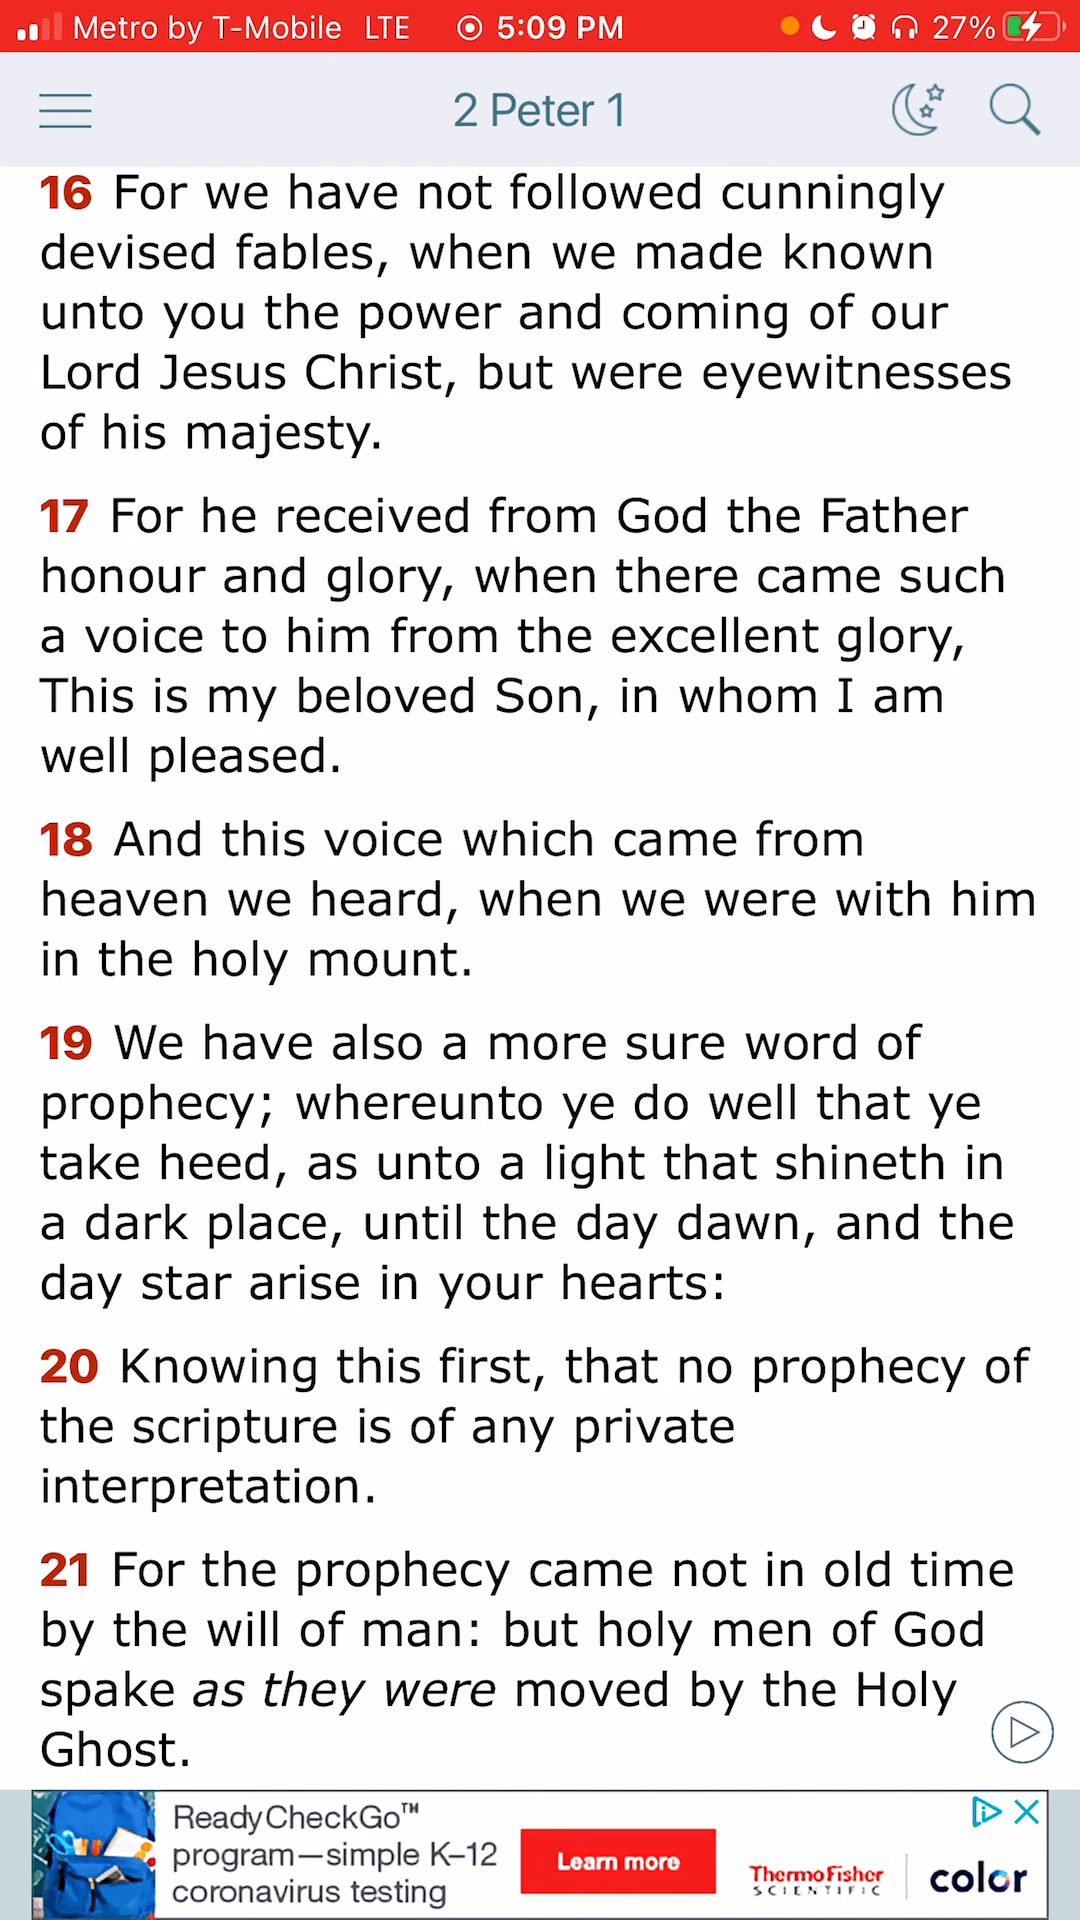 Metro by T-Mobile LTE 5:09 PM 27%
2 Peter 1
16 For we have not followed cunningly
devised fables, when we made known
unto you the power and coming of our
Lord Jesus Christ, but were eyewitnesses
of his majesty.
17 For he received from God the Father
honour and glory, when there came such
a voice to him from the excellent glory,
This is my beloved Son, in whom I am
well pleased.
18 And this voice which came from
heaven we heard, when we were with him
in the holy mount.
19 We have also a more sure word of
prophecy; whereunto ye do well that ye
take heed, as unto a light that shineth in
a dark place, until the day dawn, and the
day star arise in your hearts:
20 Knowing this first, that no prophecy of
the scripture is of any private
interpretation.
21 For the prophecy came not in old time
by the will of man: but holy men of God
spake as they were moved by the Holy
Ghost.
ReadyCheckGo™
program—simple K–12
coronavirus testing
Learn more
ThermoFisher
SCIENTIFIC
color